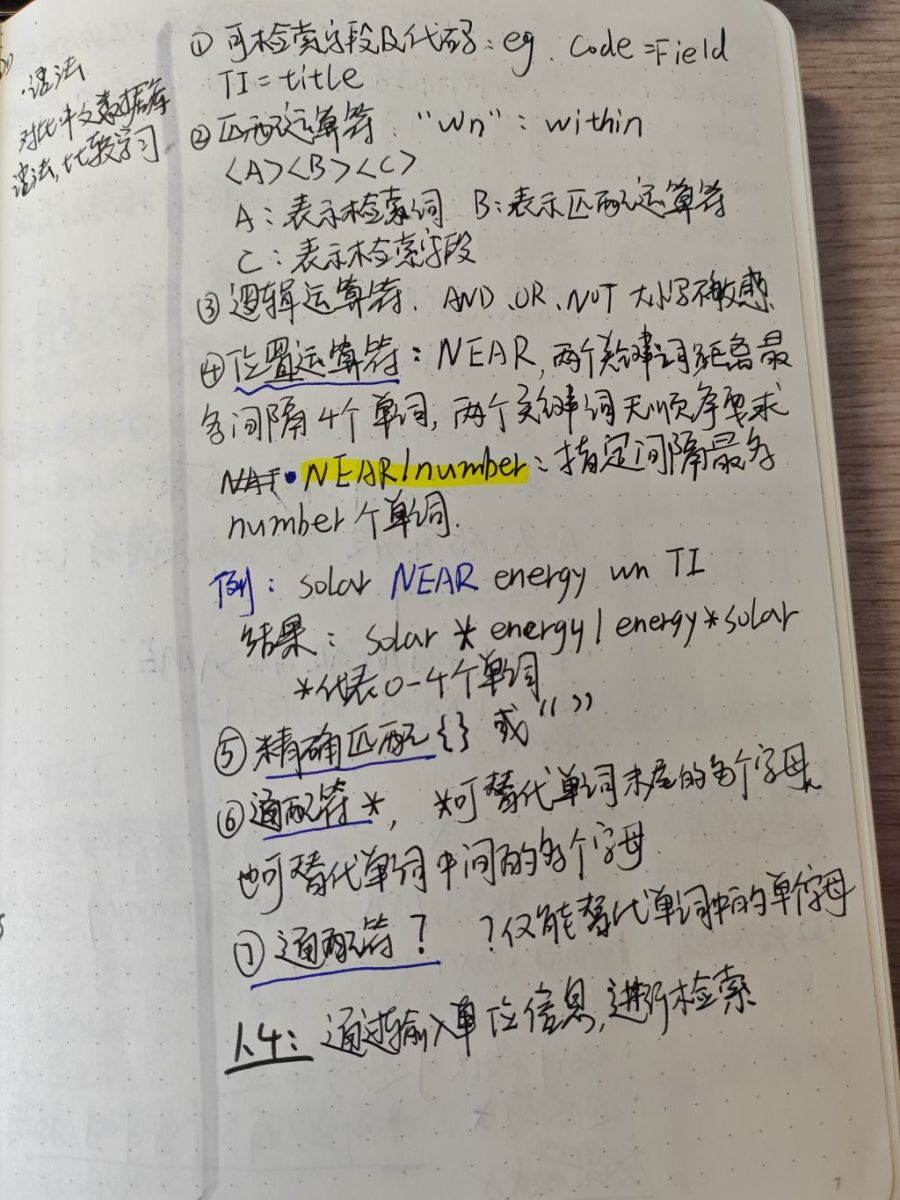 ·语法
对比中文数据库
语法,比较学习
① 可检索字段及代码:eg. Code=Field
TI=title
② 匹配运算符. "wn": within
<A><B><C>
A:表示检索词 B:表示匹配运算符
C:表示检索字段
③ 逻辑运算符. AND、OR、NOT 大小写不敏感.
④ 位置运算符:NEAR,两个关键词距离最
多间隔4个单词,两个关键词无顺序要求
• NEAR/number:指定间隔最多
number个单词.
例:solar NEAR energy wn TI
结果:solar * energy / energy * solar
*代表0-4个单词
⑤ 精确匹配{}或“”
⑥ 通配符*,*可替代单词末尾的多个字母,
也可替代单词中间的多个字母
⑦ 通配符? ?仅能替代单词中的单个字母
1.4:通过输入单位信息,进行检索
7